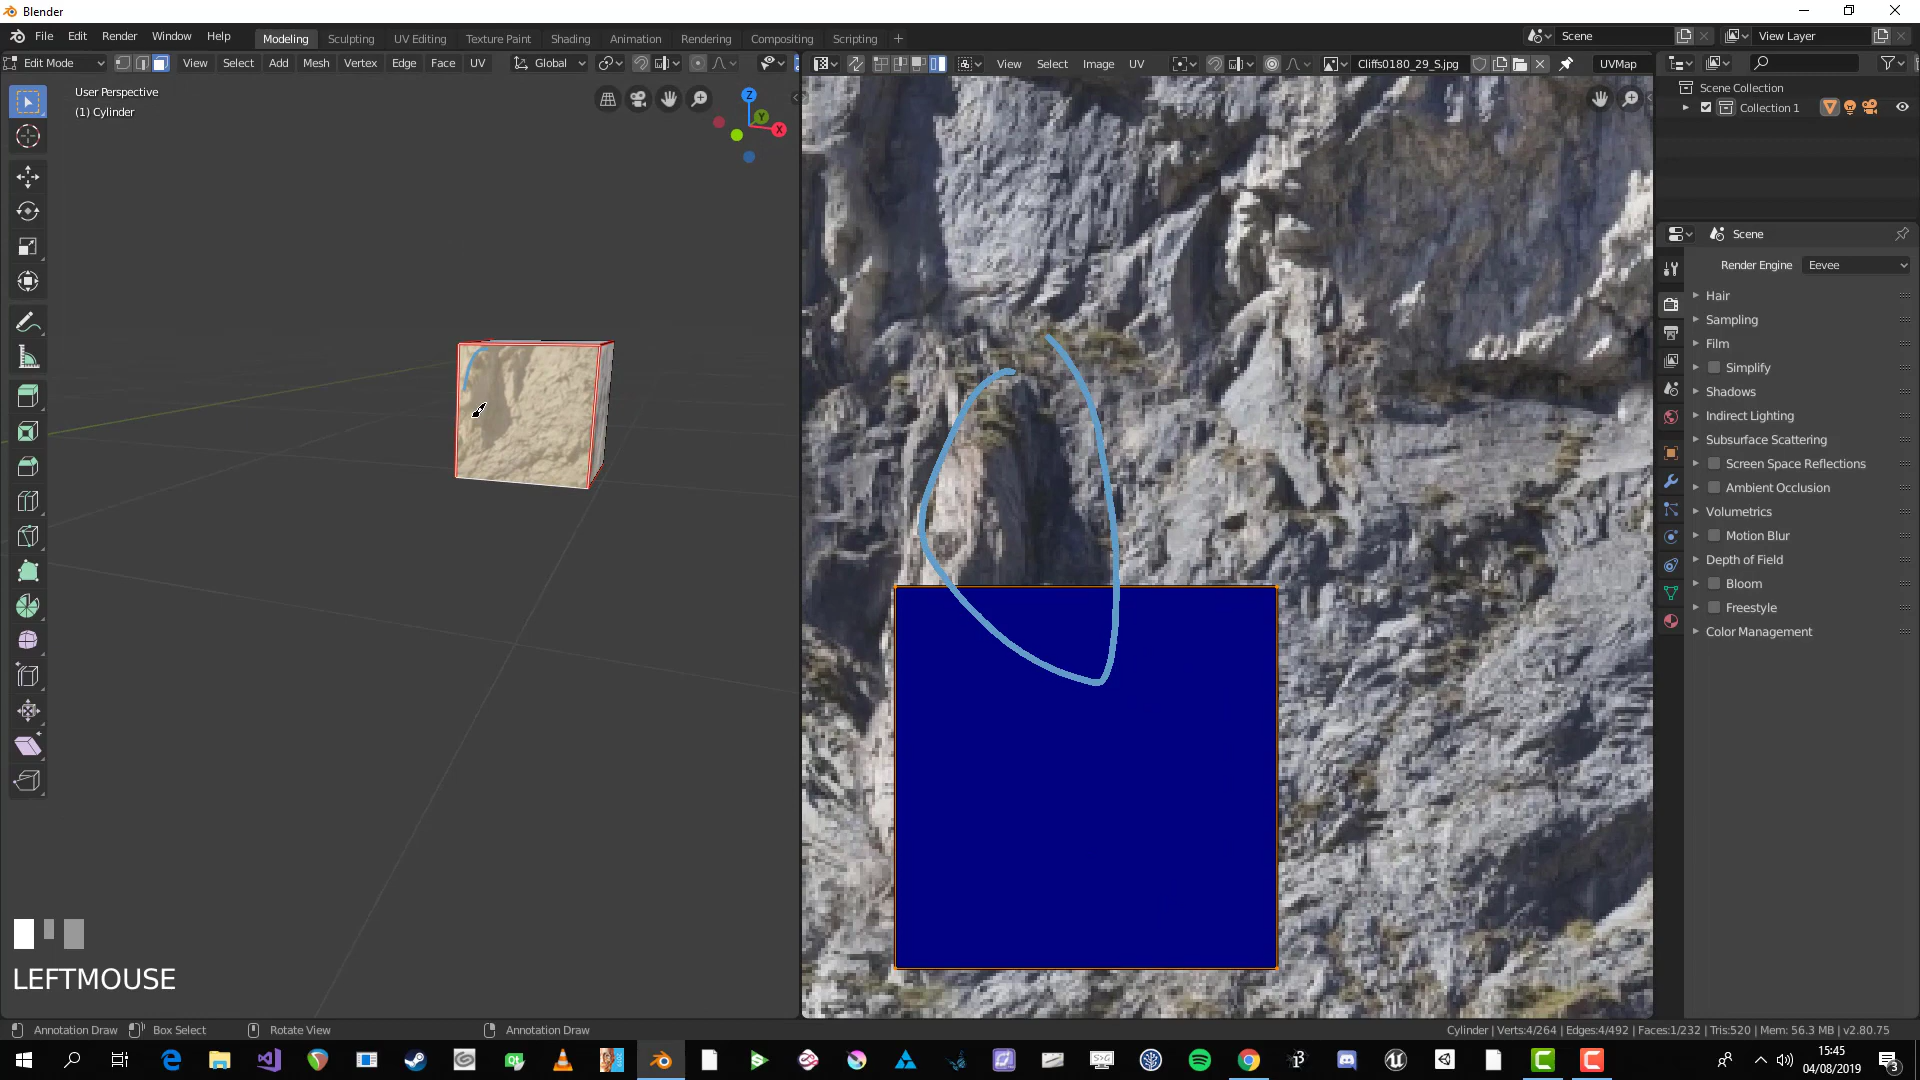 Blender
File Edit Render Window Help
Modeling Sculpting UV Editing Texture Paint Shading Animation Rendering Compositing Scripting
Scene
View Layer
Edit Mode
View Select Add Mesh Vertex Edge Face UV
Global
View Select Image UV
Cliffs0180_29_S.jpg
UVMap
User Perspective
(1) Cylinder
Z
Y
X
Scene Collection
Collection 1
Scene
Render Engine Eevee
Hair
Sampling
Film
Simplify
Shadows
Indirect Lighting
Subsurface Scattering
Screen Space Reflections
Ambient Occlusion
Volumetrics
Motion Blur
Depth of Field
Bloom
Freestyle
Color Management
LEFTMOUSE
Annotation Draw
Box Select
Rotate View
Annotation Draw
Cylinder | Verts:4/264 | Edges:4/492 | Faces:1/232 | Tris:520 | Mem: 56.3 MB | v2.80.75
15:45
04/08/2019
3